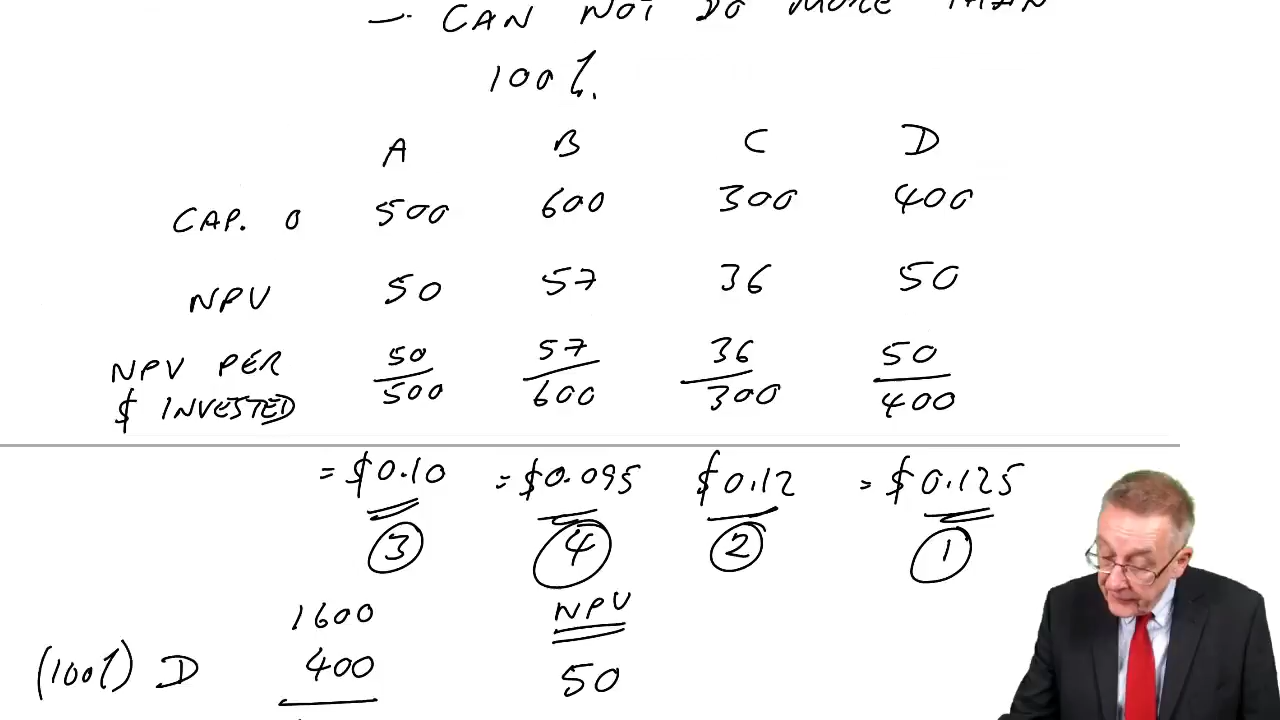 — CAN NOT DO MORE THAN
100%.
A B C D
CAP. O 500 600 300 400
NPV 50 57 36 50
NPV PER $ INVESTED 50/500 57/600 36/300 50/400
= $0.10 = $0.095 $0.12 = $0.125
3 4 2 1
1600 NPV
(100%) D 400 50